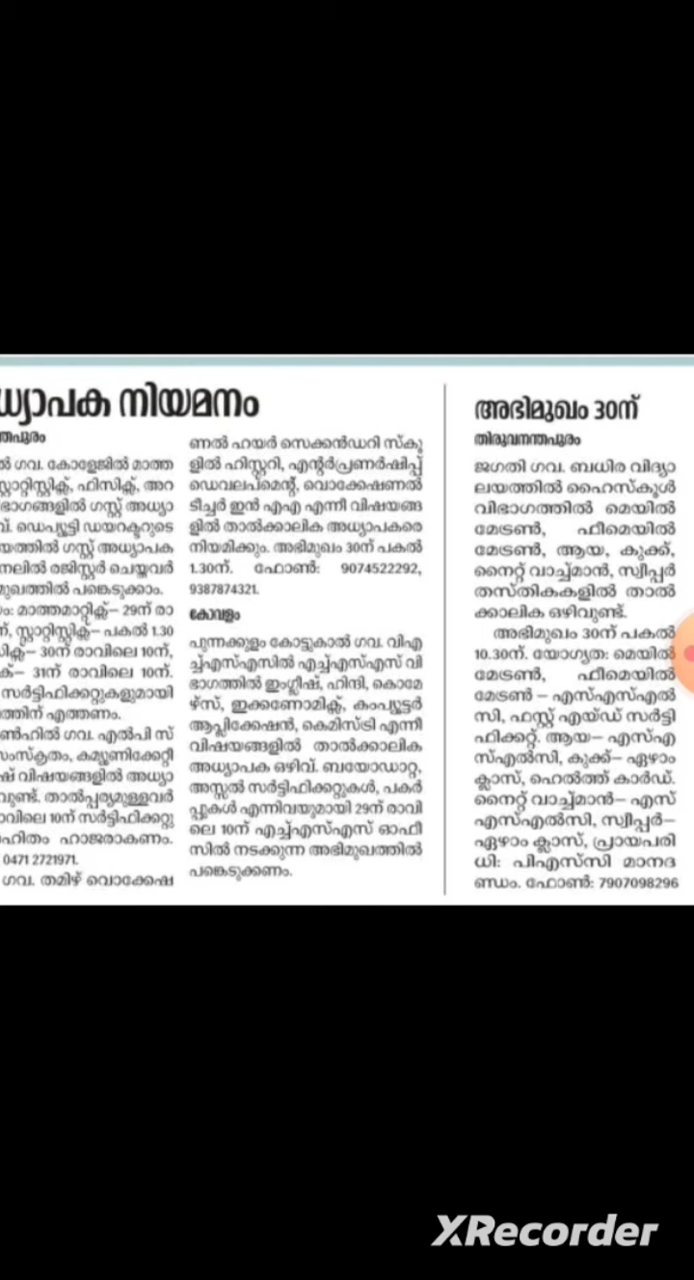 ധ്യാപക നിയമനം
ന്തപുരം
ൽ ഗവ. കോളേജിൽ മാത്ത
സ്റ്റാറ്റിസ്റ്റിക്സ്, ഫിസിക്സ്, അറ
ഭാഗങ്ങളിൽ ഗസ്റ്റ് അധ്യാ
വ്. ഡെപ്യൂട്ടി ഡയറക്ടറുടെ
യത്തിൽ ഗസ്റ്റ് അധ്യാപക
നലിൽ രജിസ്റ്റർ ചെയ്തവർ
മുഖത്തിൽ പങ്കെടുക്കാം.
ം: മാത്തമാറ്റിക്സ്– 29ന് രാ
ന്, സ്റ്റാറ്റിസ്റ്റിക്സ്– പകൽ 1.30
ിക്സ്– 30ന് രാവിലെ 10ന്,
ക്– 31ന് രാവിലെ 10ന്.
സർട്ടിഫിക്കറ്റുകളുമായി
ത്തിന് എത്തണം.
ൺഹിൽ ഗവ. എൽപി സ്
സംസ്കൃതം, കമ്യൂണിക്കേറ്റീ
ഷ് വിഷയങ്ങളിൽ അധ്യാ
വുണ്ട്. താൽപ്പര്യമുള്ളവർ
ാവിലെ 10ന് സർട്ടിഫിക്കറ്റു
ഹിതം ഹാജരാകണം.
0471 2721971.
ഗവ. തമിഴ് വൊക്കേഷ
ണൽ ഹയർ സെക്കൻഡറി സ്കൂ
ളിൽ ഹിസ്റ്ററി, എന്റർപ്രണർഷിപ്പ്
ഡെവലപ്മെന്റ്, വൊക്കേഷണൽ
ടീച്ചർ ഇൻ എഎ എന്നീ വിഷയങ്ങ
ളിൽ താൽക്കാലിക അധ്യാപകരെ
നിയമിക്കും. അഭിമുഖം 30ന് പകൽ
1.30ന്. ഫോൺ: 9074522292,
9387874321.
കോവളം
പുന്നക്കുളം കോട്ടുകാൽ ഗവ. വിഎ
ച്ച്എസ്എസിൽ എച്ച്എസ്എസ് വി
ഭാഗത്തിൽ ഇംഗ്ലീഷ്, ഹിന്ദി, കൊമേ
ഴ്സ്, ഇക്കണോമിക്സ്, കംപ്യൂട്ടർ
ആപ്ലിക്കേഷൻ, കെമിസ്ട്രി എന്നീ
വിഷയങ്ങളിൽ താൽക്കാലിക
അധ്യാപക ഒഴിവ്. ബയോഡാറ്റ,
അസ്സൽ സർട്ടിഫിക്കറ്റുകൾ, പകർ
പ്പുകൾ എന്നിവയുമായി 29ന് രാവി
ലെ 10ന് എച്ച്എസ്എസ് ഓഫീ
സിൽ നടക്കുന്ന അഭിമുഖത്തിൽ
പങ്കെടുക്കണം.
അഭിമുഖം 30ന്
തിരുവനന്തപുരം
ജഗതി ഗവ. ബധിര വിദ്യാ
ലയത്തിൽ ഹൈസ്കൂൾ
വിഭാഗത്തിൽ മെയിൽ
മേട്രൺ, ഫീമെയിൽ
മേട്രൺ, ആയ, കുക്ക്,
നൈറ്റ് വാച്ച്മാൻ, സ്വീപ്പർ
തസ്തികകളിൽ താൽ
ക്കാലിക ഒഴിവുണ്ട്.
അഭിമുഖം 30ന് പകൽ
10.30ന്. യോഗ്യത: മെയിൽ
മേട്രൺ, ഫീമെയിൽ
മേട്രൺ – എസ്എസ്എൽ
സി, ഫസ്റ്റ് എയ്ഡ് സർട്ടി
ഫിക്കറ്റ്. ആയ– എസ്എ
സ്എൽസി, കുക്ക്– ഏഴാം
ക്ലാസ്, ഹെൽത്ത് കാർഡ്.
നൈറ്റ് വാച്ച്മാൻ– എസ്
എസ്എൽസി, സ്വീപ്പർ–
ഏഴാം ക്ലാസ്, പ്രായപരി
ധി: പിഎസ്‌സി മാനദ
ണ്ഡം. ഫോൺ: 7907098296
XRecorder